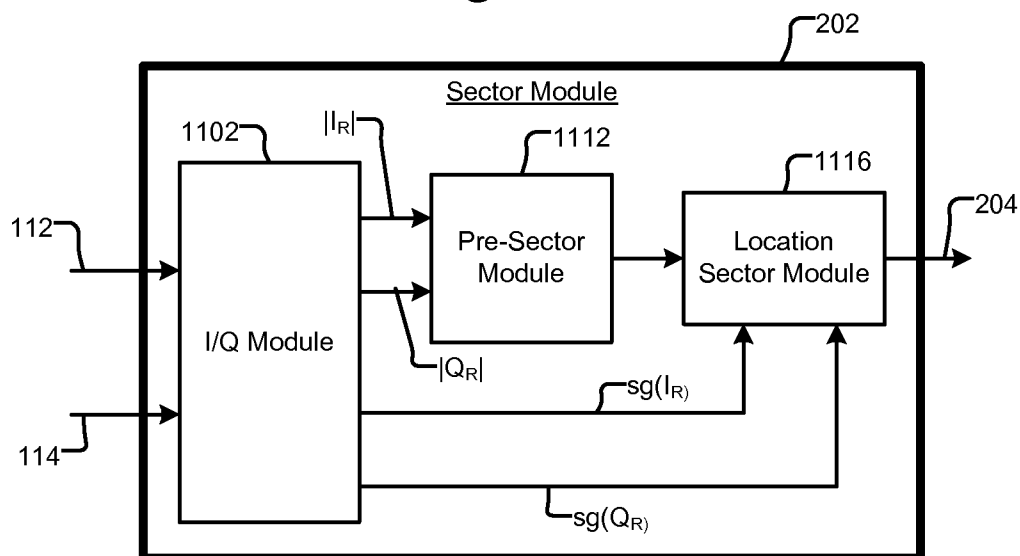 202
Sector Module
|I_R|
1102
1112
1116
112
204
Pre-Sector
Module
Location
Sector Module
I/Q Module
|Q_R|
sg(I_R)
114
sg(Q_R)